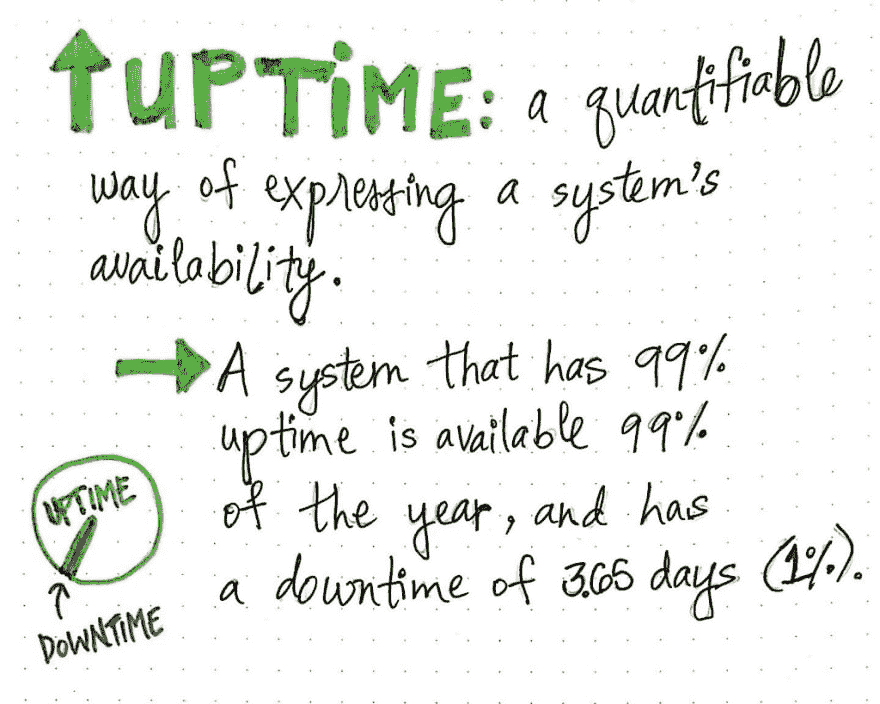 UPTiME: a quantifiable
way of expressing a system's
availability.
A system that has 99%
uptime is available 99%
of the year, and has
a downtime of 3.65 days (1%).
UPTIME
DOWNTIME